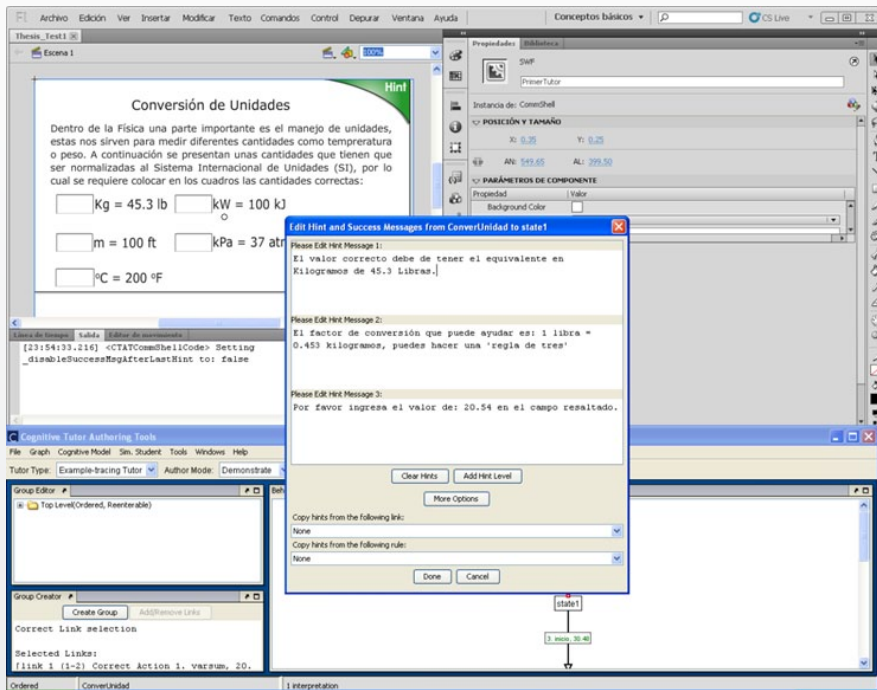 Fl Archivo Edición Ver Insertar Modificar Texto Comandos Control Depurar Ventana Ayuda Conceptos básicos CS Live
Thesis_Test1
Escena 1 100%
Hint
Conversión de Unidades
Dentro de la Física una parte importante es el manejo de unidades,
estas nos sirven para medir diferentes cantidades como tempreratura
o peso. A continuación se presentan unas cantidades que tienen que
ser normalizadas al Sistema Internacional de Unidades (SI), por lo
cual se requiere colocar en los cuadros las cantidades correctas:
Kg = 45.3 lb kW = 100 kJ
m = 100 ft kPa = 37 atr
ºC = 200 ºF
Propiedades Biblioteca
SWF
PrimerTutor
Instancia de: CommShell
POSICIÓN Y TAMAÑO
X: 0.35 Y: 0.25
AN: 549.65 AL: 399.50
PARÁMETROS DE COMPONENTE
Propiedad Valor
Background Color
Línea de tiempo Salida Editor de movimiento
[23:54:33.216] <CTATCommShellCode> Setting
_disableSuccessMsgAfterLastHint to: false
Edit Hint and Success Messages from ConverUnidad to state1
Please Edit Hint Message 1:
El valor correcto debe de tener el equivalente en
Kilogramos de 45.3 Libras.
Please Edit Hint Message 2:
El factor de conversión que puede ayudar es: 1 libra =
0.453 kilogramos, puedes hacer una 'regla de tres'
Please Edit Hint Message 3:
Por favor ingresa el valor de: 20.54 en el campo resaltado.
Clear Hints Add Hint Level
More Options
Copy hints from the following link:
None
Copy hints from the following rule:
None
Done Cancel
Cognitive Tutor Authoring Tools
File Graph Cognitive Model Sim. Student Tools Windows Help
Tutor Type: Example-tracing Tutor Author Mode: Demonstrate
Group Editor
Top Level(Ordered, Reenterable)
Beh
Group Creator
Create Group Add/Remove Links
Correct Link selection
Selected Links:
[link 1 (1-2) Correct Action 1. varsum, 20.
state1
3. inicio, 30.48
Ordered ConverUnidad 1 interpretation